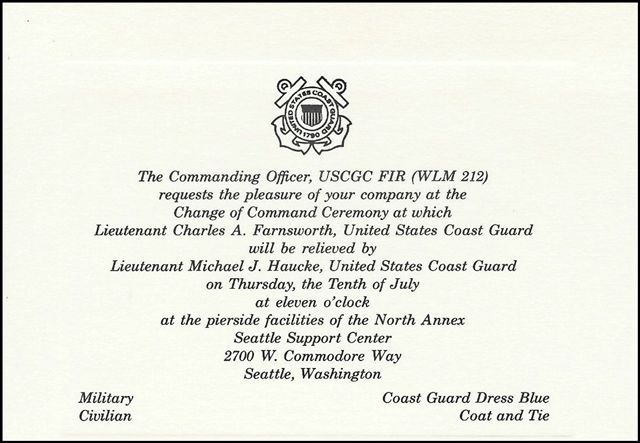 UNITED STATES COAST GUARD
1790
The Commanding Officer, USCGC FIR (WLM 212)
requests the pleasure of your company at the
Change of Command Ceremony at which
Lieutenant Charles A. Farnsworth, United States Coast Guard
will be relieved by
Lieutenant Michael J. Haucke, United States Coast Guard
on Thursday, the Tenth of July
at eleven o'clock
at the pierside facilities of the North Annex
Seattle Support Center
2700 W. Commodore Way
Seattle, Washington
Military Coast Guard Dress Blue
Civilian Coat and Tie